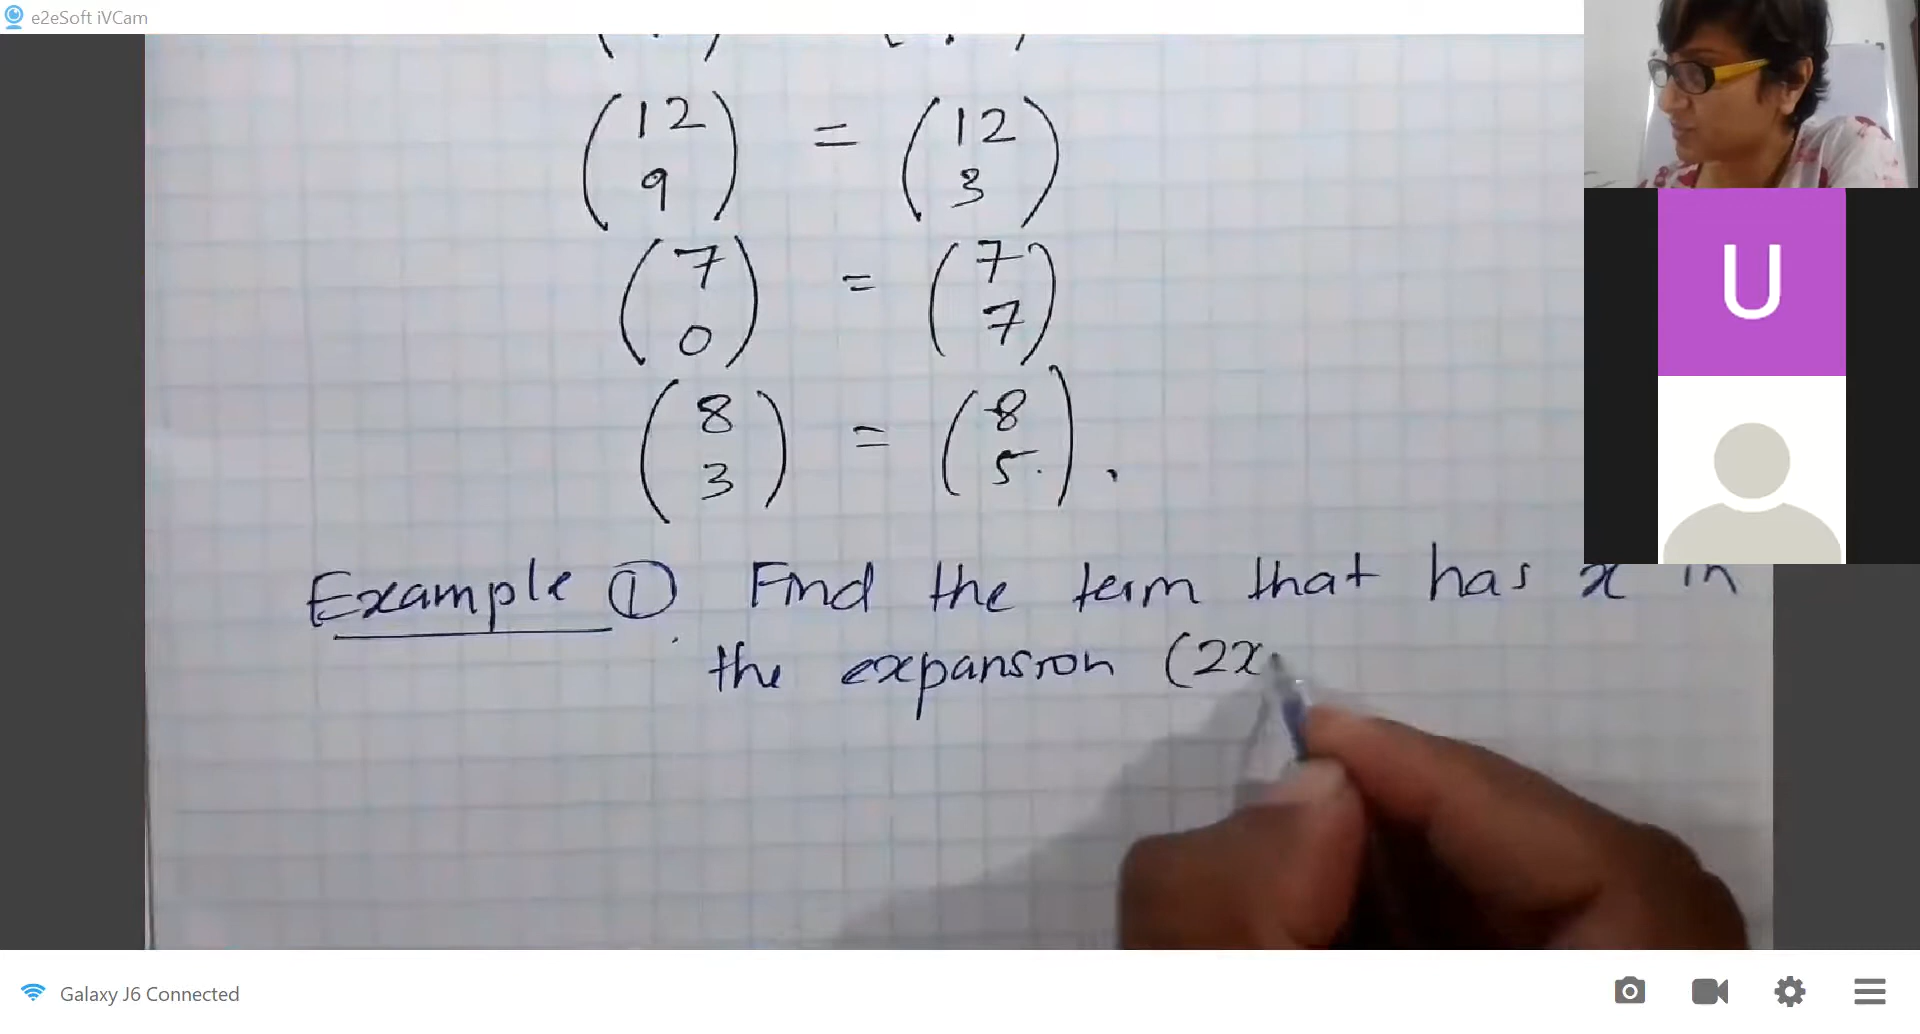 e2eSoft iVCam
(12 9) = (12 3)
(7 0) = (7 7)
(8 3) = (8 5).
Example ① Find the term that has x in
the expansion (2x
U
Galaxy J6 Connected